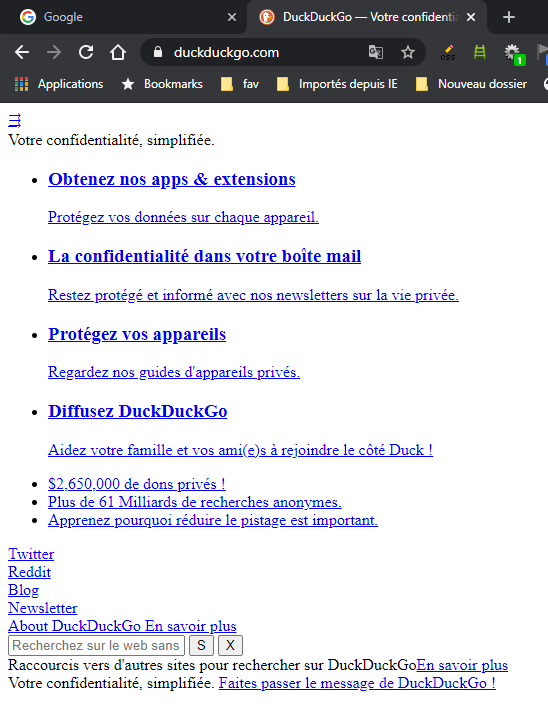 Google
DuckDuckGo — Votre confidentia
duckduckgo.com
CSS
1
Applications
Bookmarks
fav
Importés depuis IE
Nouveau dossier
⇶
Votre confidentialité, simplifiée.
Obtenez nos apps & extensions
Protégez vos données sur chaque appareil.
La confidentialité dans votre boîte mail
Restez protégé et informé avec nos newsletters sur la vie privée.
Protégez vos appareils
Regardez nos guides d'appareils privés.
Diffusez DuckDuckGo
Aidez votre famille et vos ami(e)s à rejoindre le côté Duck !
$2,650,000 de dons privés !
Plus de 61 Milliards de recherches anonymes.
Apprenez pourquoi réduire le pistage est important.
Twitter
Reddit
Blog
Newsletter
About DuckDuckGo En savoir plus
Recherchez sur le web sans S X
Raccourcis vers d'autres sites pour rechercher sur DuckDuckGoEn savoir plus
Votre confidentialité, simplifiée. Faites passer le message de DuckDuckGo !